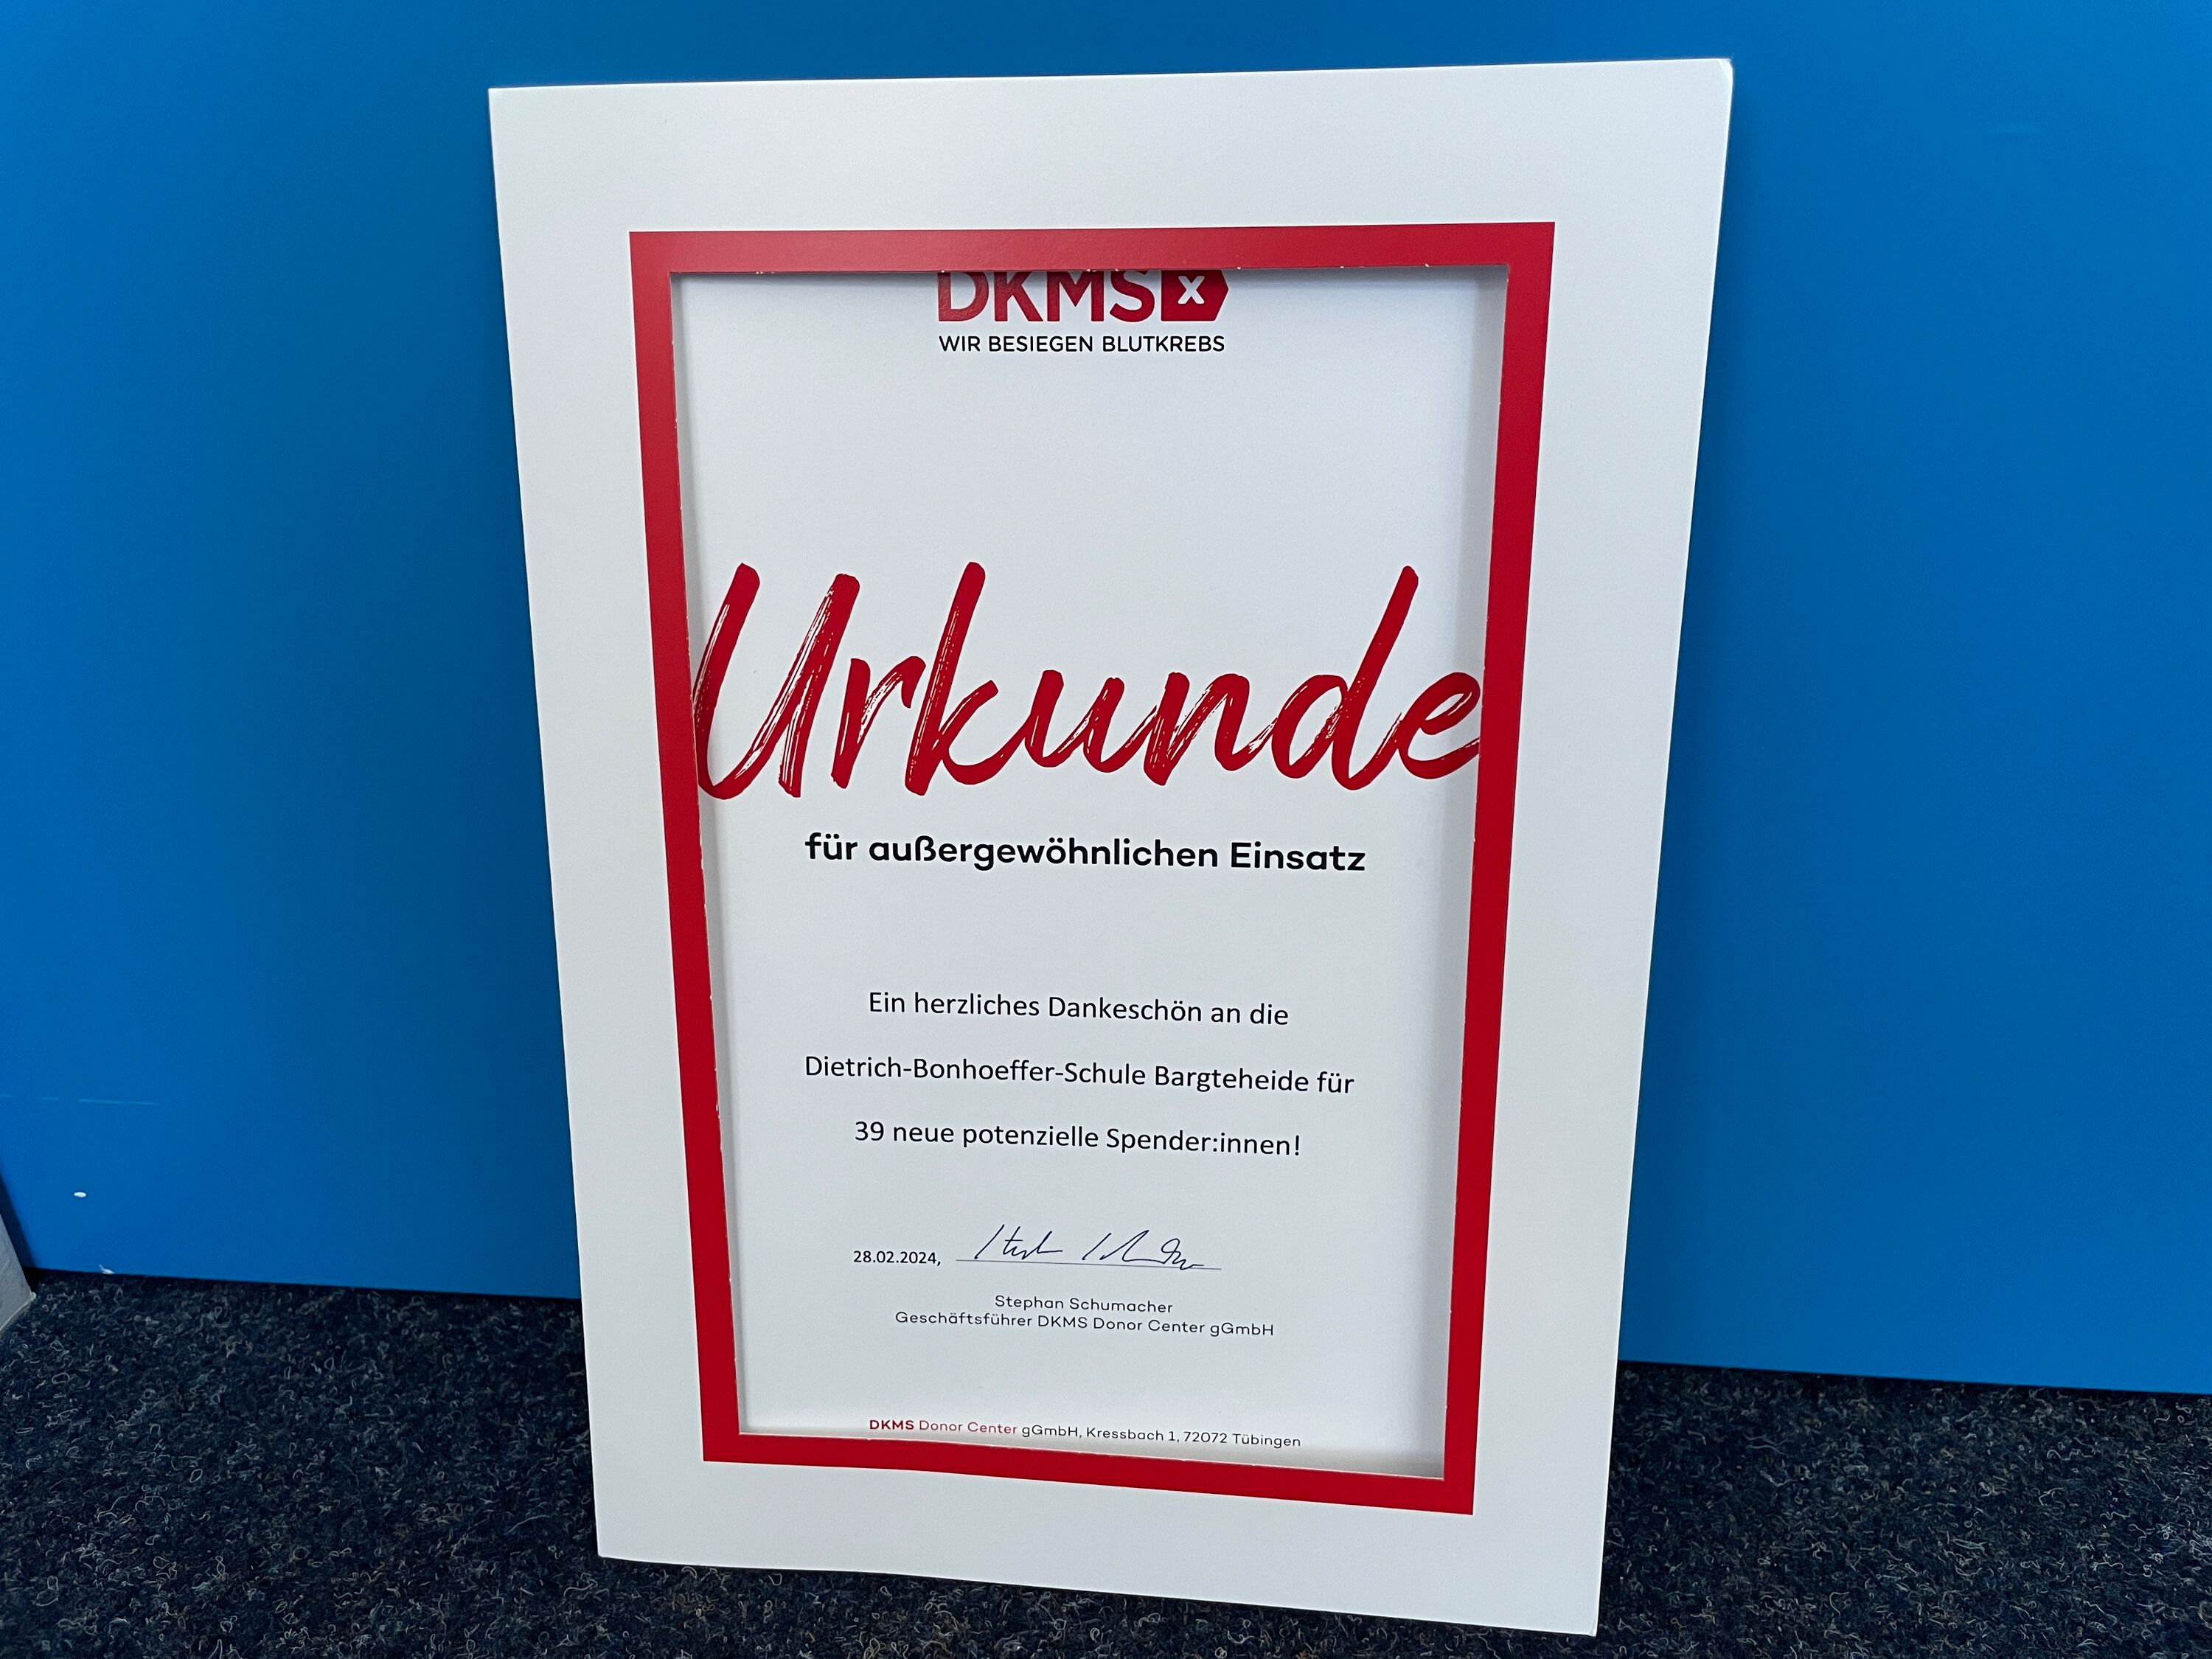 DKMS x
WIR BESIEGEN BLUTKREBS
Urkunde
für außergewöhnlichen Einsatz
Ein herzliches Dankeschön an die
Dietrich-Bonhoeffer-Schule Bargteheide für
39 neue potenzielle Spender:innen!
28.02.2024,
Stephan Schumacher
Geschäftsführer DKMS Donor Center gGmbH
DKMS Donor Center gGmbH, Kressbach 1, 72072 Tübingen